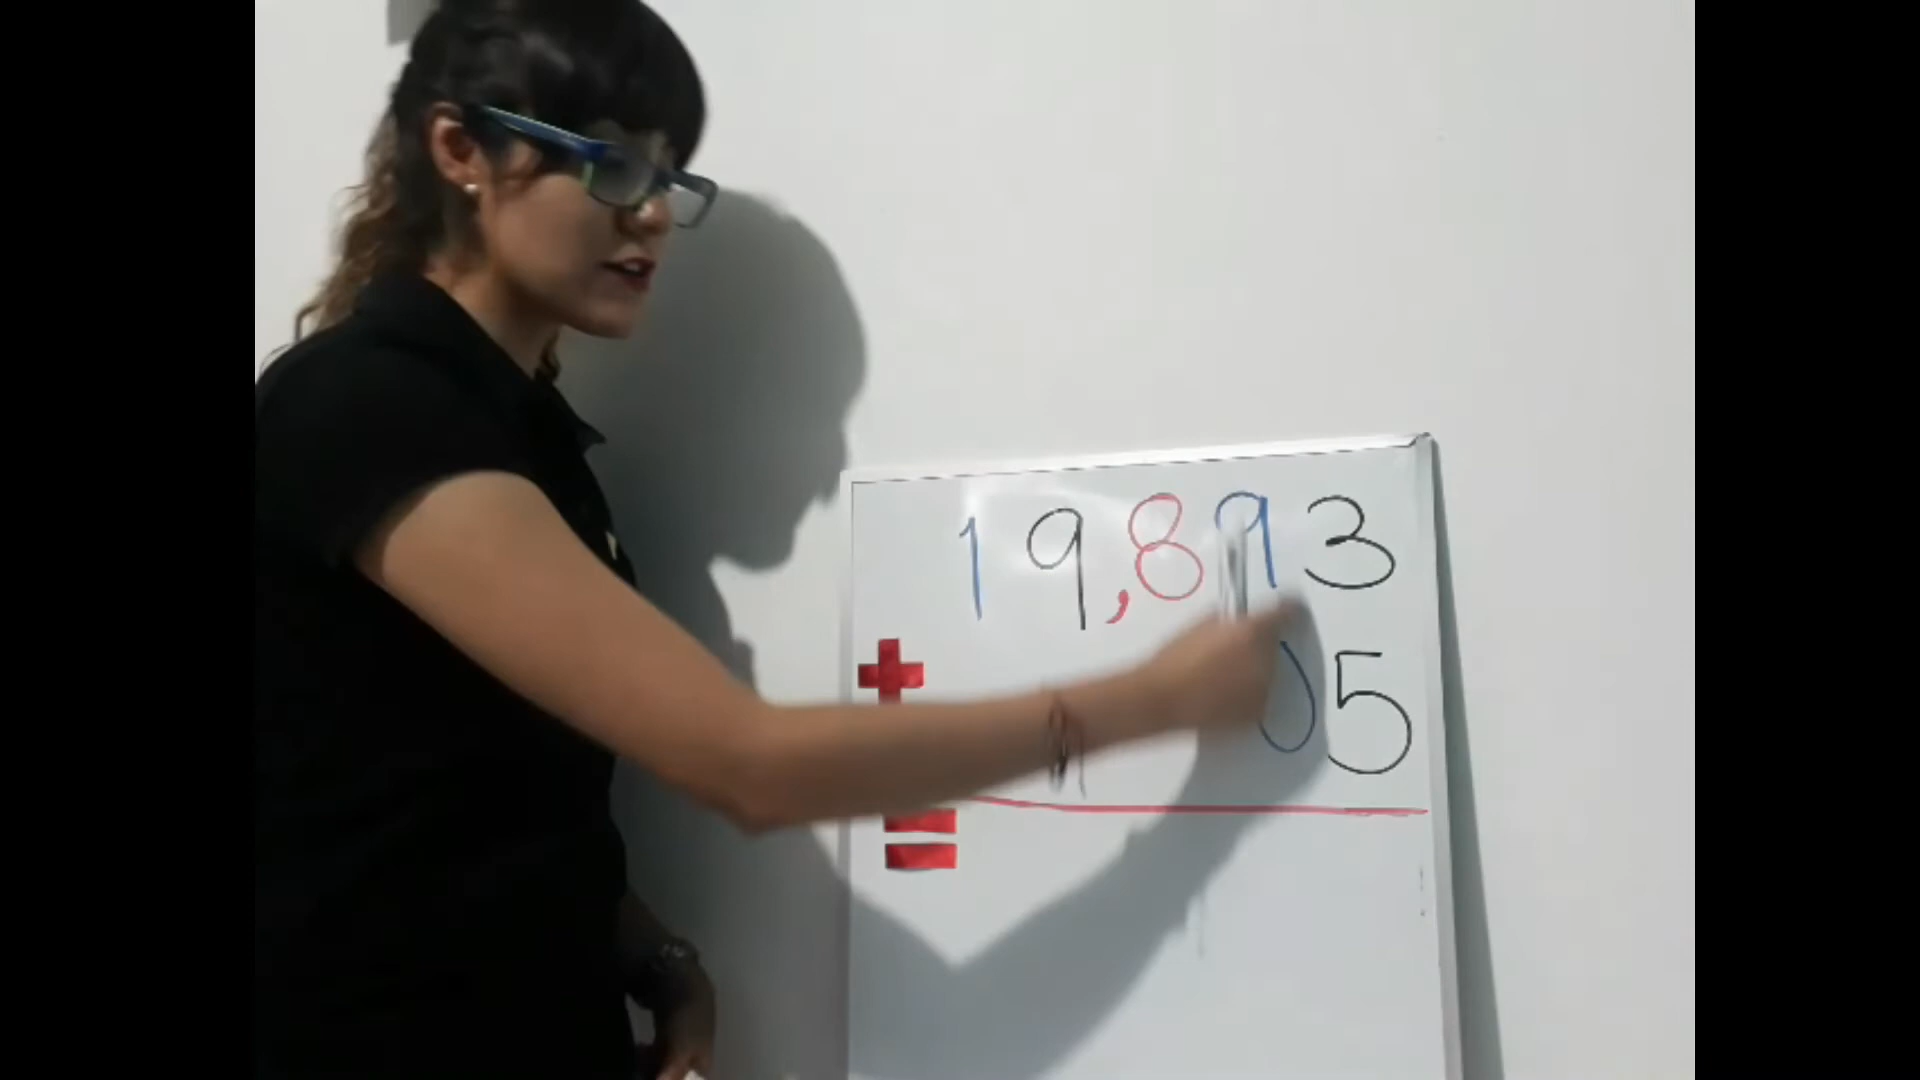 19,893
+ 05
=